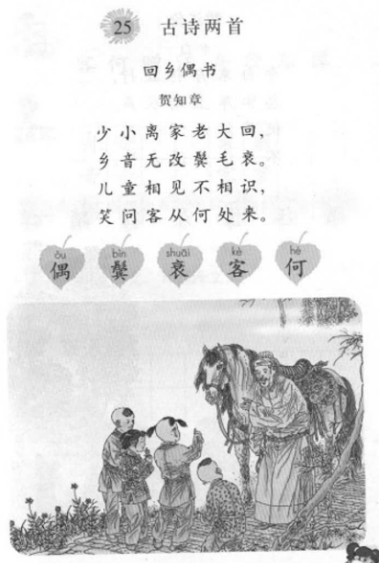 25 古诗两首
回乡偶书
贺知章
少小离家老大回，
乡音无改鬓毛衰。
儿童相见不相识，
笑问客从何处来。
ǒu bìn shuāi kè hé
偶 鬓 衰 客 何